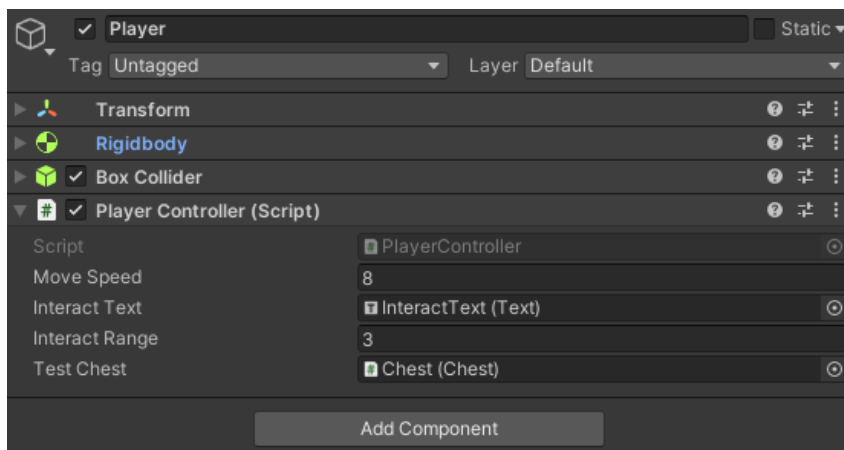 Player Static
Tag Untagged Layer Default
Transform
Rigidbody
Box Collider
# Player Controller (Script)
Script PlayerController
Move Speed 8
Interact Text InteractText (Text)
Interact Range 3
Test Chest Chest (Chest)
Add Component